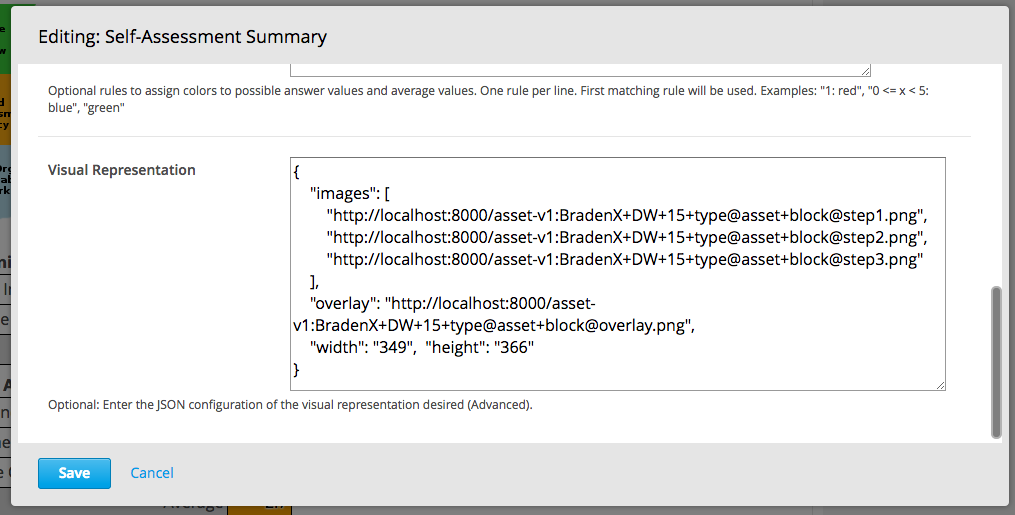 Editing: Self-Assessment Summary
Optional rules to assign colors to possible answer values and average values. One rule per line. First matching rule will be used. Examples: "1: red", "0 <= x < 5:
blue", "green"
Visual Representation
{
"images": [
"http://localhost:8000/asset-v1:BradenX+DW+15+type@asset+block@step1.png",
"http://localhost:8000/asset-v1:BradenX+DW+15+type@asset+block@step2.png",
"http://localhost:8000/asset-v1:BradenX+DW+15+type@asset+block@step3.png"
],
"overlay": "http://localhost:8000/asset-
v1:BradenX+DW+15+type@asset+block@overlay.png",
"width": "349", "height": "366"
}
Optional: Enter the JSON configuration of the visual representation desired (Advanced).
Save Cancel